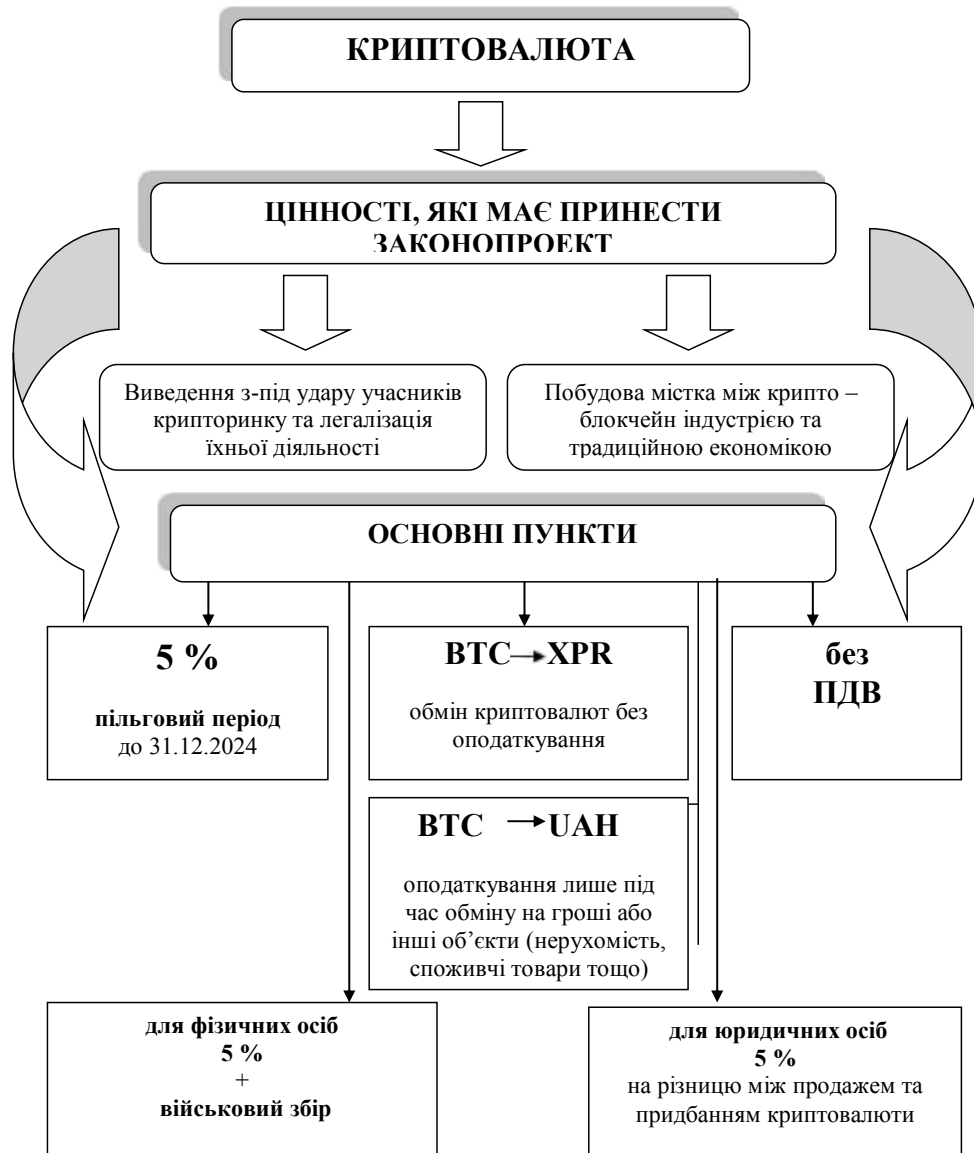 КРИПТОВАЛЮТА
ЦІННОСТІ, ЯКІ МАЄ ПРИНЕСТИ
ЗАКОНОПРОЕКТ
Виведення з-під удару учасників
крипторинку та легалізація
їхньої діяльності
Побудова містка між крипто –
блокчейн індустрією та
традиційною економікою
ОСНОВНІ ПУНКТИ
5 %
пільговий період
до 31.12.2024
BTC→XPR
обмін криптовалют без
оподаткування
без
ПДВ
BTC →UAH
оподаткування лише під
час обміну на гроші або
інші об’єкти (нерухомість,
споживчі товари тощо)
для фізичних осіб
5 %
+
військовий збір
для юридичних осіб
5 %
на різницю між продажем та
придбанням криптовалюти